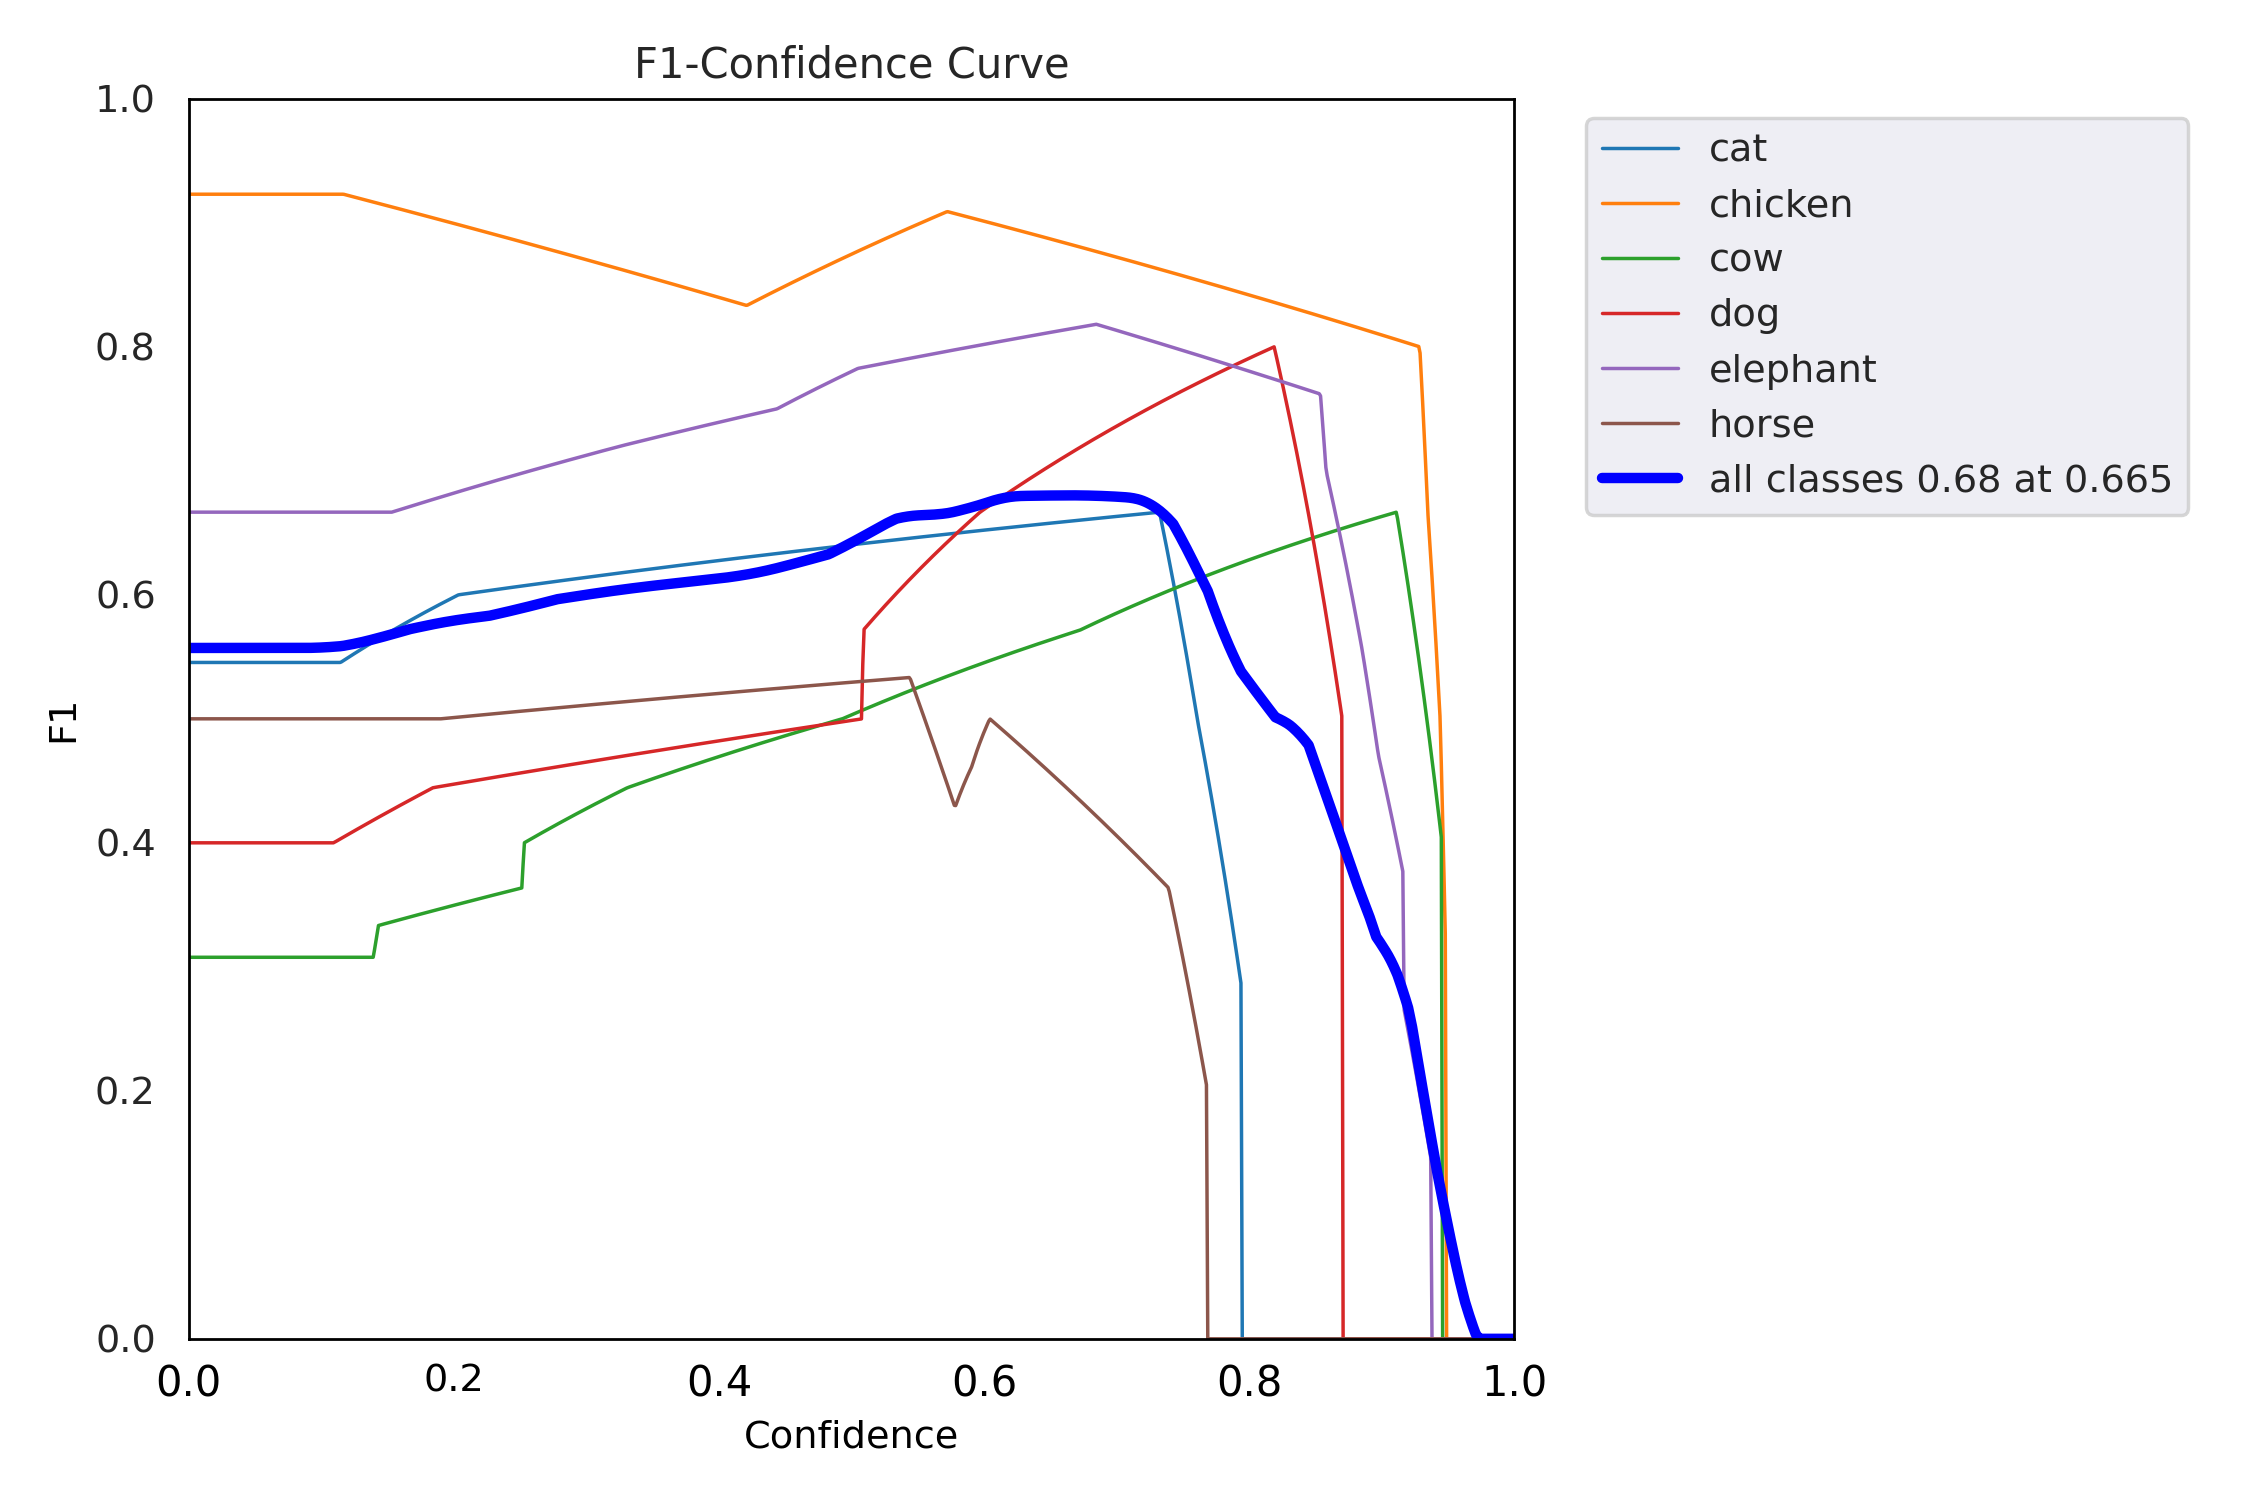 F1-Confidence Curve
1.0
0.8
0.6
0.4
0.2
0.0
F1
0.0 0.2 0.4 0.6 0.8 1.0
Confidence
cat
chicken
cow
dog
elephant
horse
all classes 0.68 at 0.665